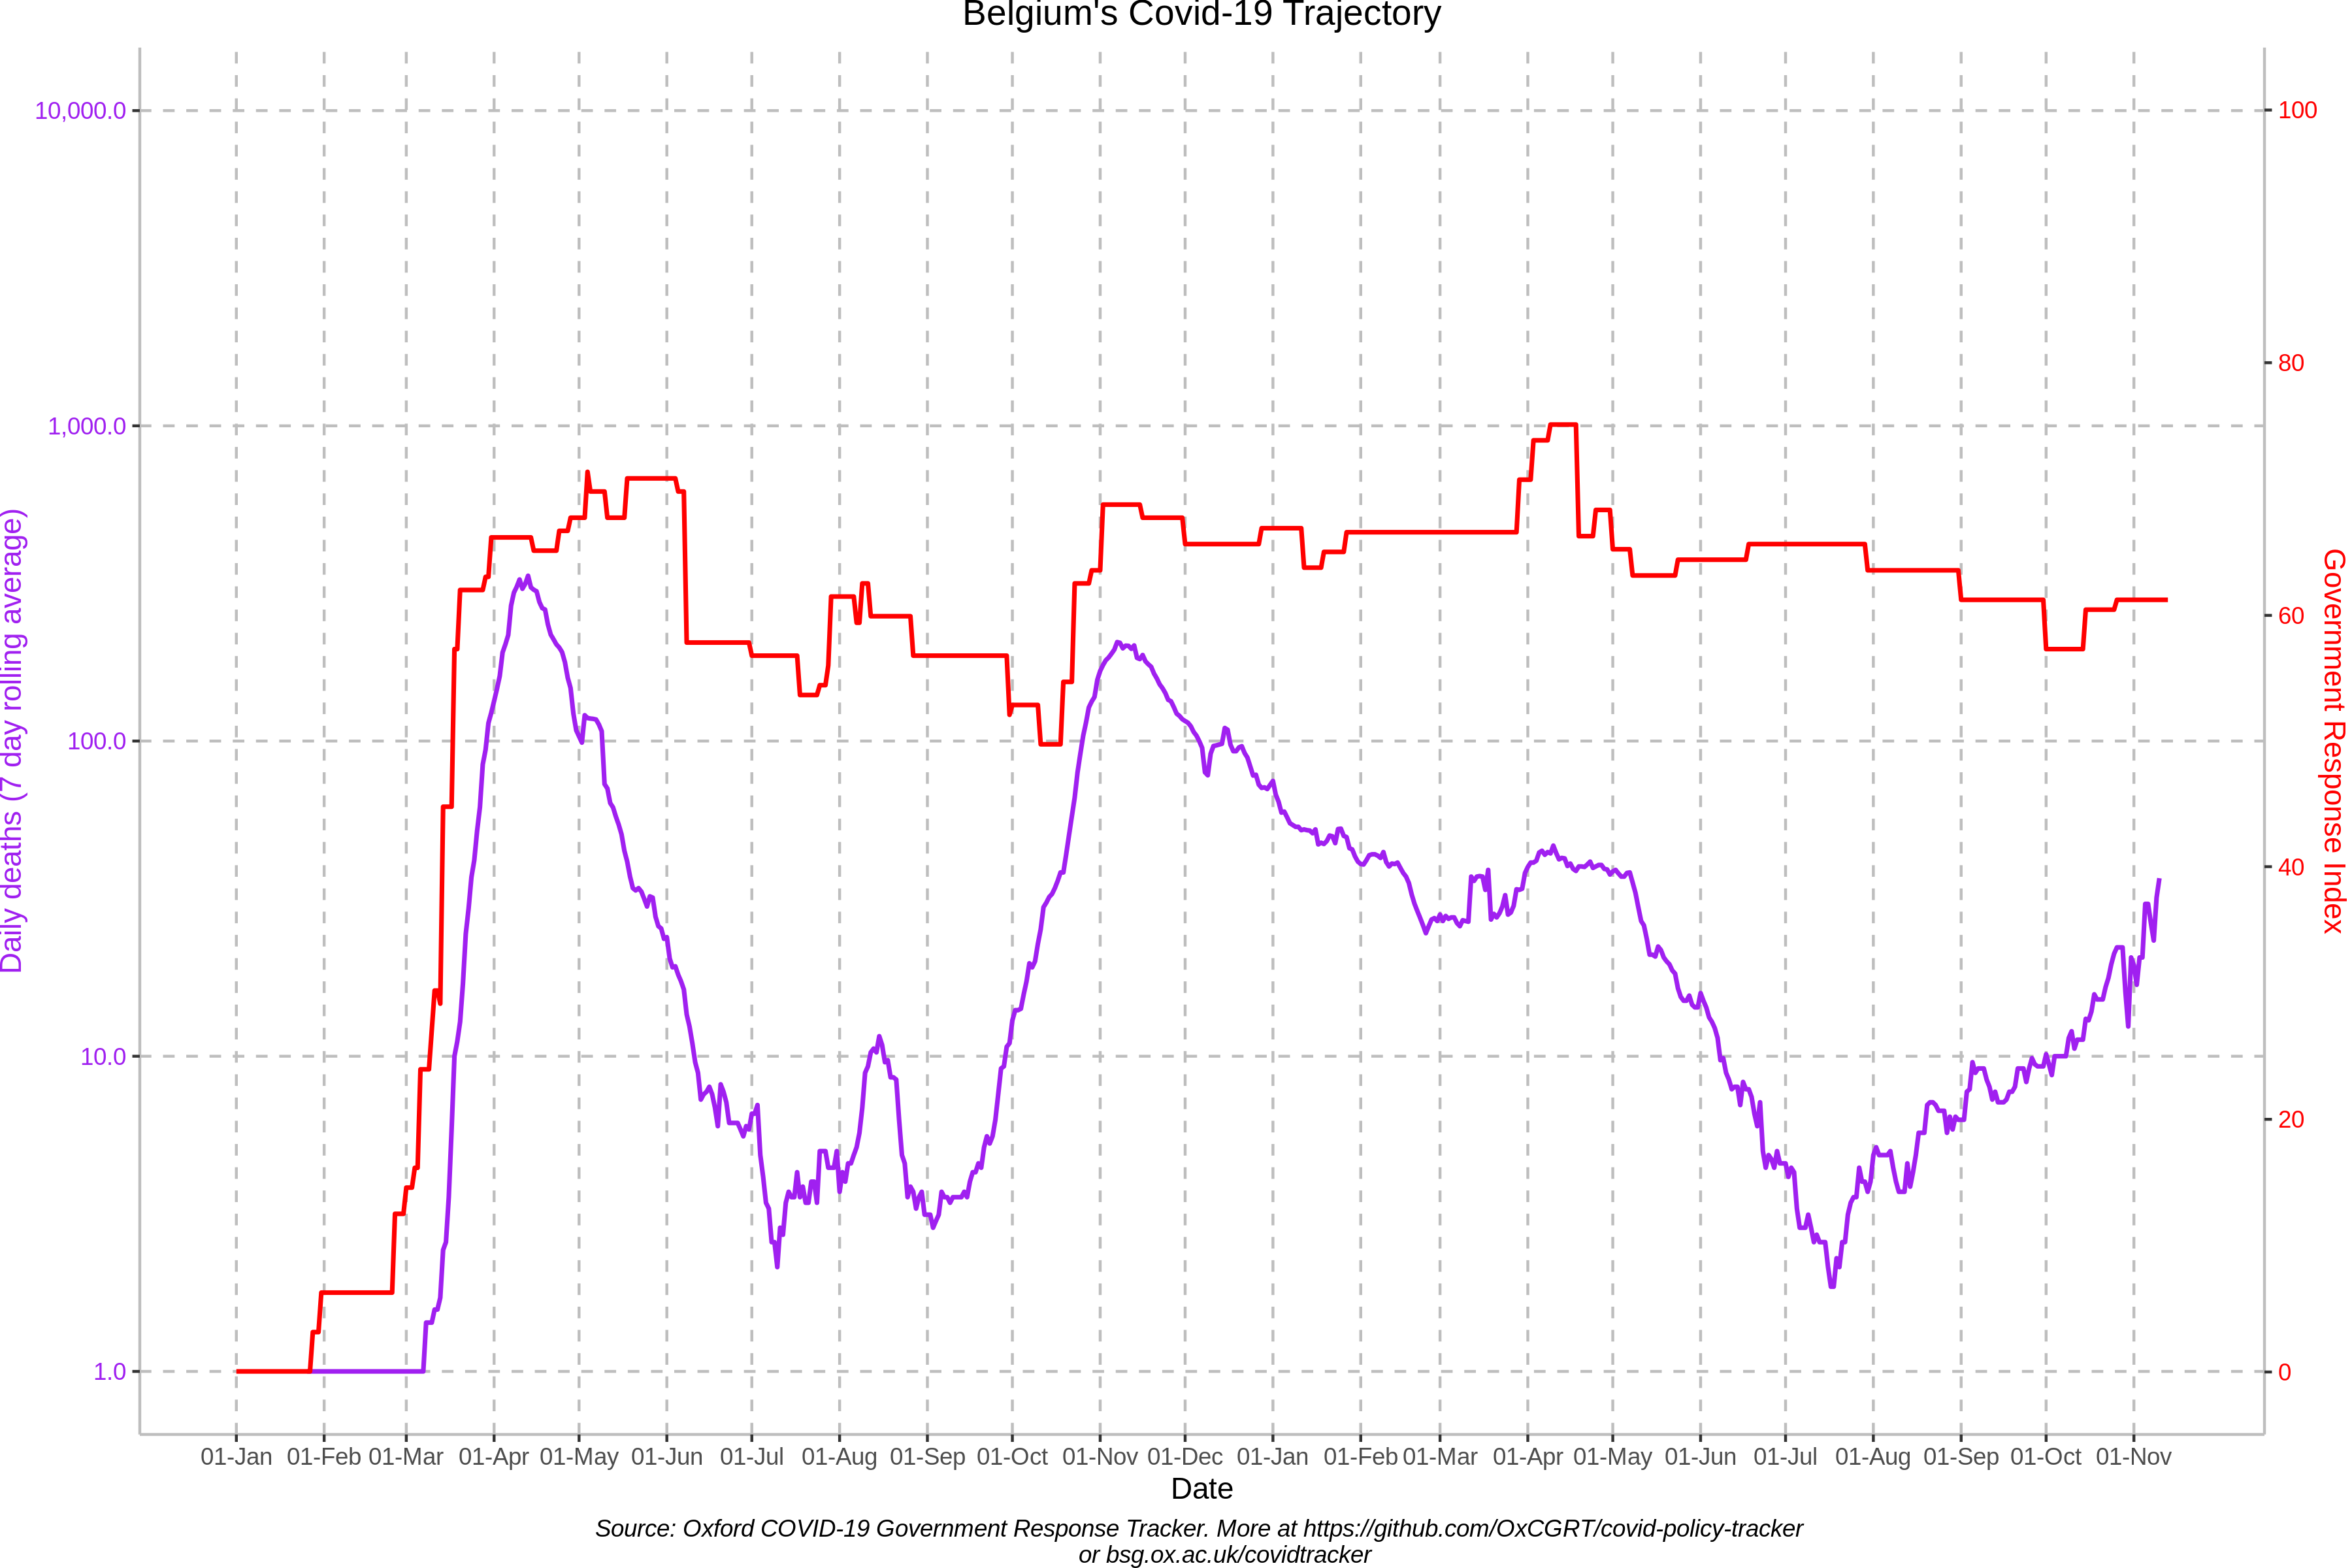 Belgium's Covid-19 Trajectory
10,000.0
1,000.0
100.0
10.0
1.0
Daily deaths (7 day rolling average)
100
80
60
40
20
0
Government Response Index
01-Jan 01-Feb 01-Mar 01-Apr 01-May 01-Jun 01-Jul 01-Aug 01-Sep 01-Oct 01-Nov 01-Dec 01-Jan 01-Feb 01-Mar 01-Apr 01-May 01-Jun 01-Jul 01-Aug 01-Sep 01-Oct 01-Nov
Date
Source: Oxford COVID-19 Government Response Tracker. More at https://github.com/OxCGRT/covid-policy-tracker
or bsg.ox.ac.uk/covidtracker